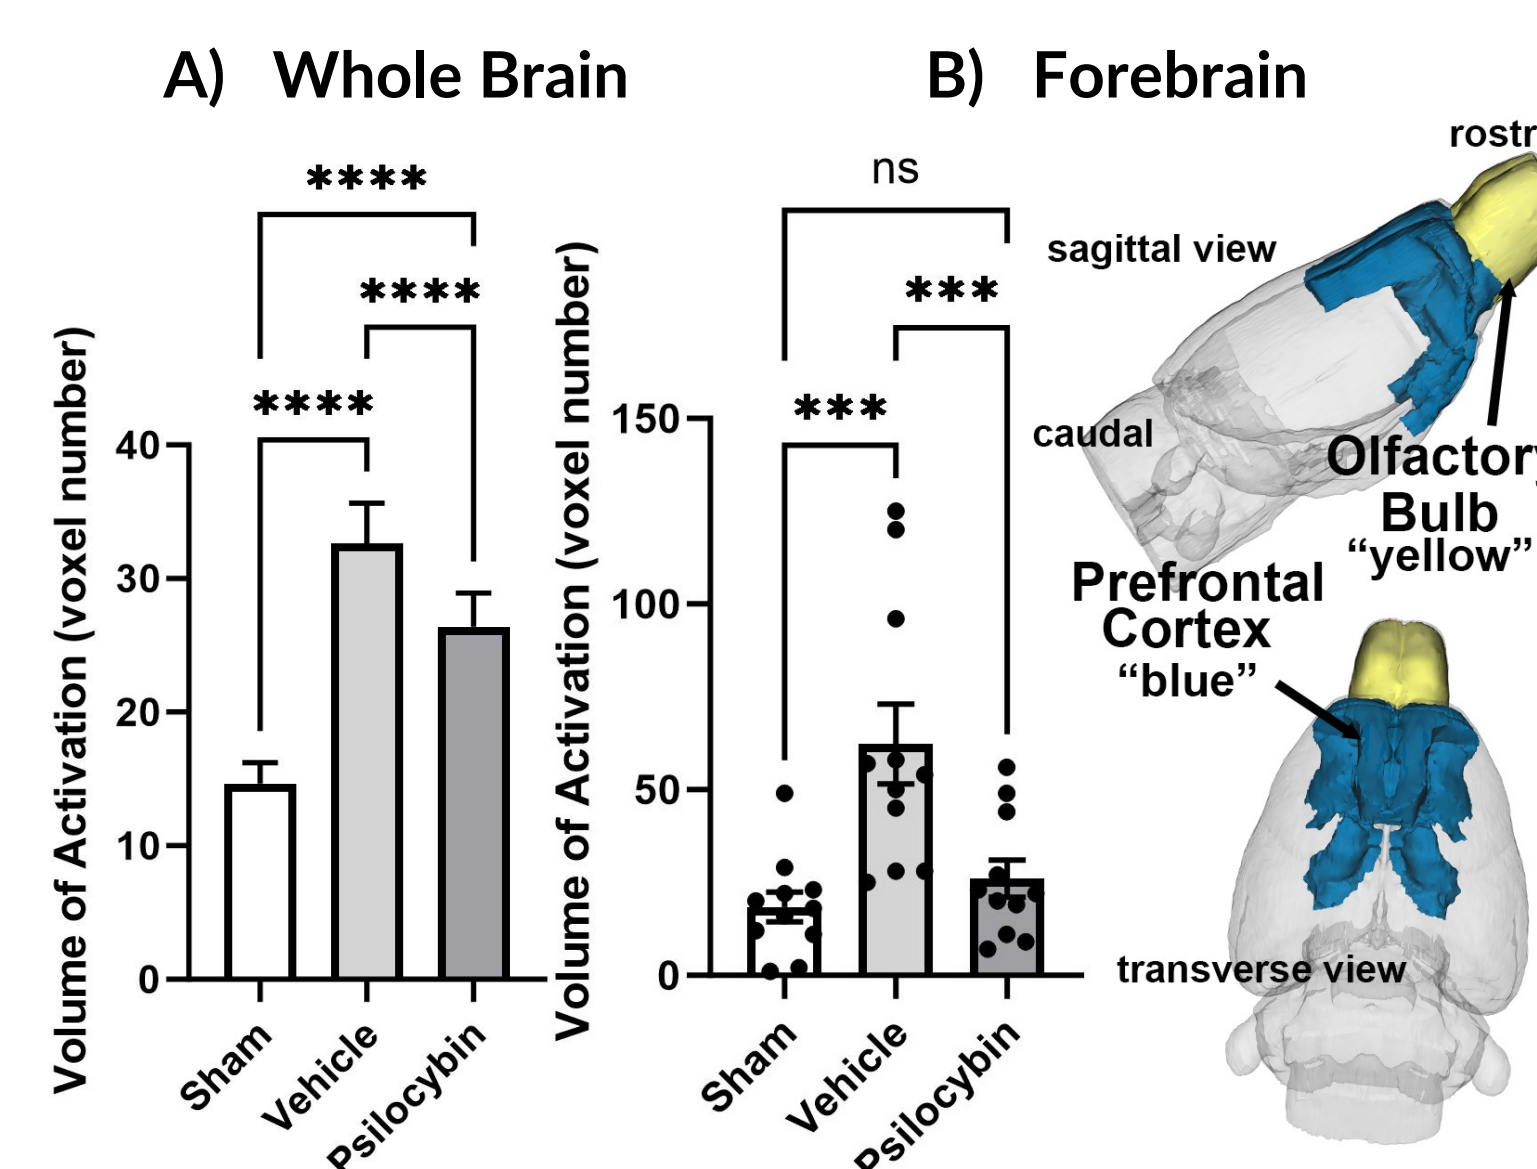 A) Whole Brain
****
****
****
Volume of Activation (voxel number)
40
30
20
10
0
Sham
Vehicle
Psilocybin
B) Forebrain
ns
***
***
Volume of Activation (voxel number)
150
100
50
0
Sham
Vehicle
Psilocybin
rostr
sagittal view
caudal
Olfactory
Bulb
“yellow”
Prefrontal
Cortex
“blue”
transverse view